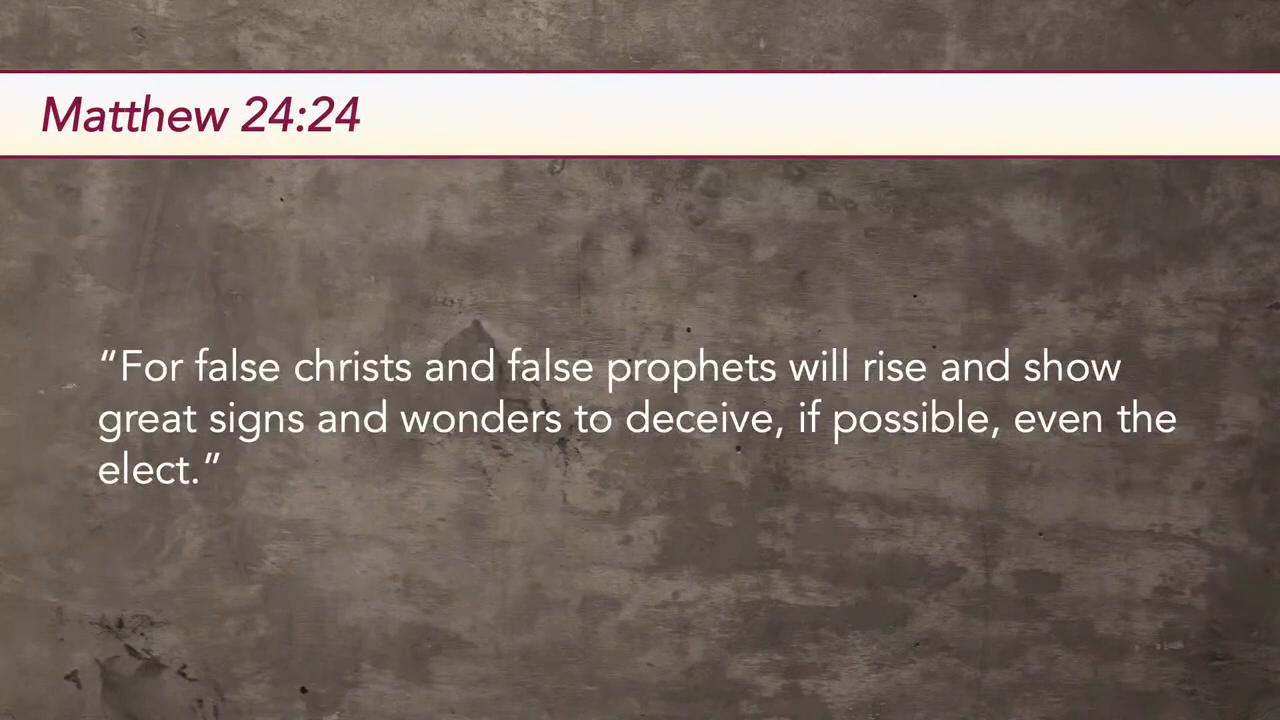 Matthew 24:24
“For false christs and false prophets will rise and show
great signs and wonders to deceive, if possible, even the
elect.”